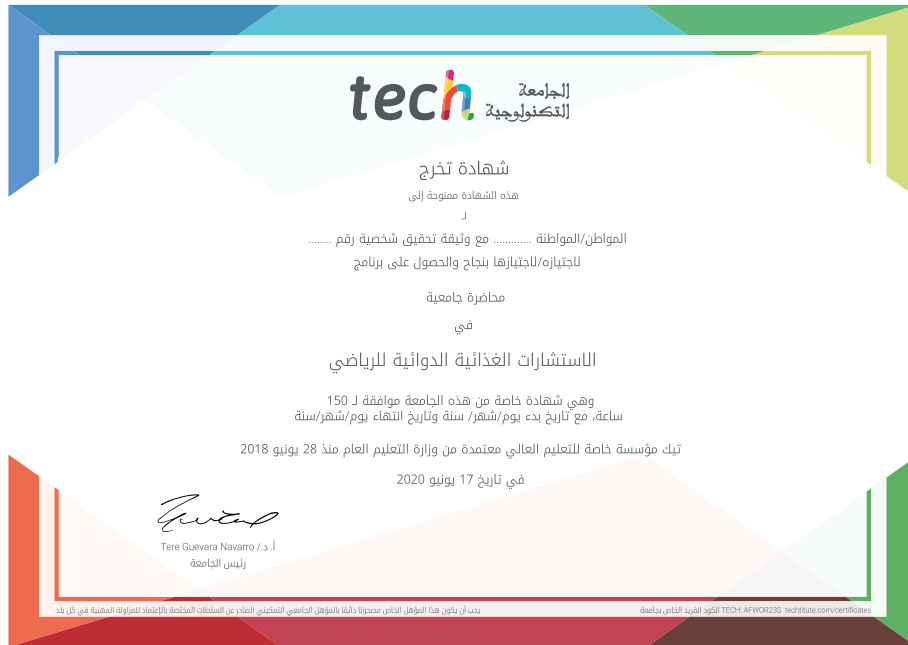 tech
الجامعة
التكنولوجية
شهادة تخرج
هذه الشهادة ممنوحة إلى
لـ
المواطن/المواطنة ............ مع وثيقة تحقيق شخصية رقم ........
لاجتيازه/لاجتيازها بنجاح والحصول على برنامج
محاضرة جامعية
في
الاستشارات الغذائية الدوائية للرياضي
وهي شهادة خاصة من هذه الجامعة موافقة لـ 150
ساعة، مع تاريخ بدء يوم/شهر/ سنة وتاريخ انتهاء يوم/شهر/سنة
تيك مؤسسة خاصة للتعليم العالي معتمدة من وزارة التعليم العام منذ 28 يونيو 2018
في تاريخ 17 يونيو 2020
أ. د./ Tere Guevara Navarro
رئيس الجامعة
يجب أن يكون هذا المؤهل الخاص مصحوبًا دائمًا بالمؤهل الجامعي التمكيني الصادر عن السلطات المختصة بالإعتماد للمزاولة المهنية في كل بلد.
الكود الفريد الخاص بجامعة TECH: AFWOR23S techtitute.com/certificates